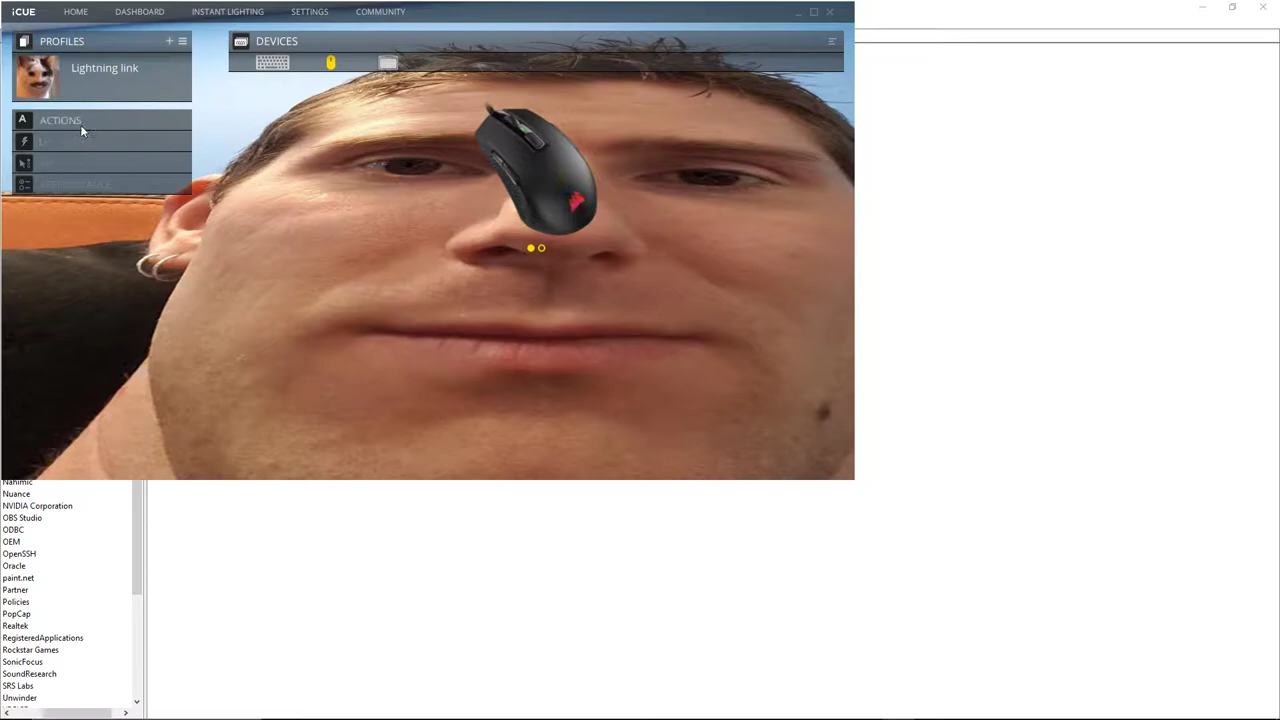 iCUE HOME DASHBOARD INSTANT LIGHTING SETTINGS COMMUNITY
PROFILES
Lightning link
ACTIONS
DEVICES
Nahimic
Nuance
NVIDIA Corporation
OBS Studio
ODBC
OEM
OpenSSH
Oracle
paint.net
Partner
Policies
PopCap
Realtek
RegisteredApplications
Rockstar Games
SonicFocus
SoundResearch
SRS Labs
Unwinder